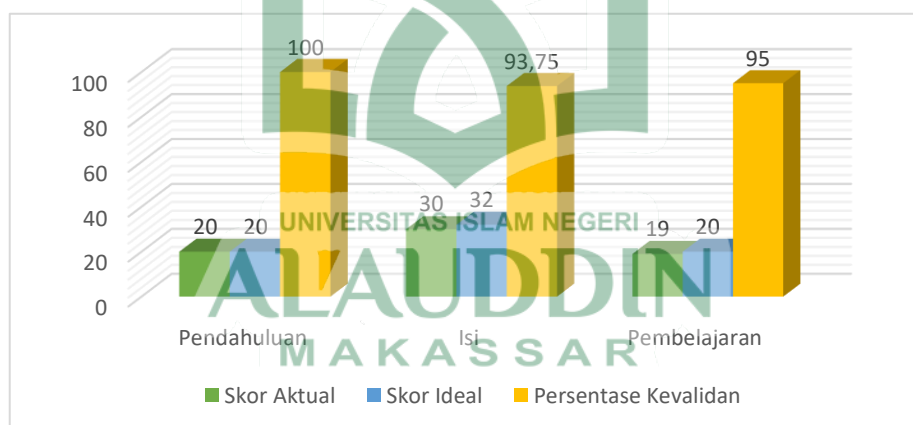 100
93,75
95
100
80
60
40
20
0
20
20
30
32
19
20
UNIVERSITAS ISLAM NEGERI
ALAUDDIN
Pendahuluan
Isi
Pembelajaran
MAKASSAR
Skor Aktual
Skor Ideal
Persentase Kevalidan